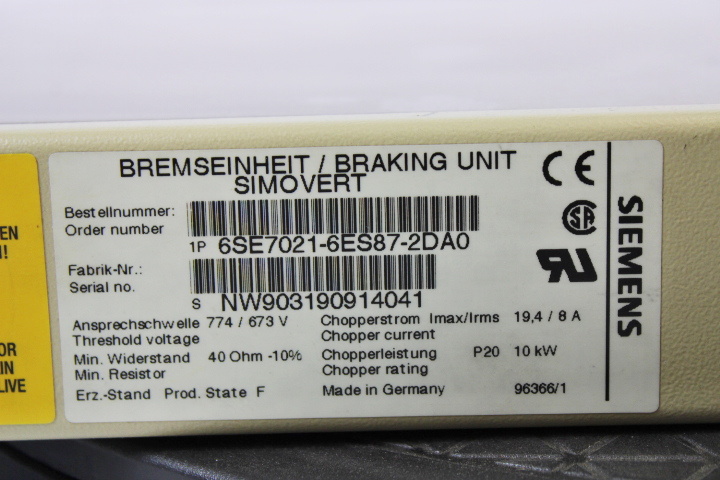 BREMSEINHEIT / BRAKING UNIT
SIMOVERT
CE
SIEMENS
Bestellnummer:
Order number
1P 6SE7021-6ES87-2DA0
Fabrik-Nr.:
Serial no.
S NW903190914041
Ansprechschwelle 774 / 673 V Chopperstrom Imax/Irms 19,4 / 8 A
Threshold voltage Chopper current
Min. Widerstand 40 Ohm -10% Chopperleistung P20 10 kW
Min. Resistor Chopper rating
Erz.-Stand Prod. State F Made in Germany 96366/1
EN
!
OR
IN
LIVE